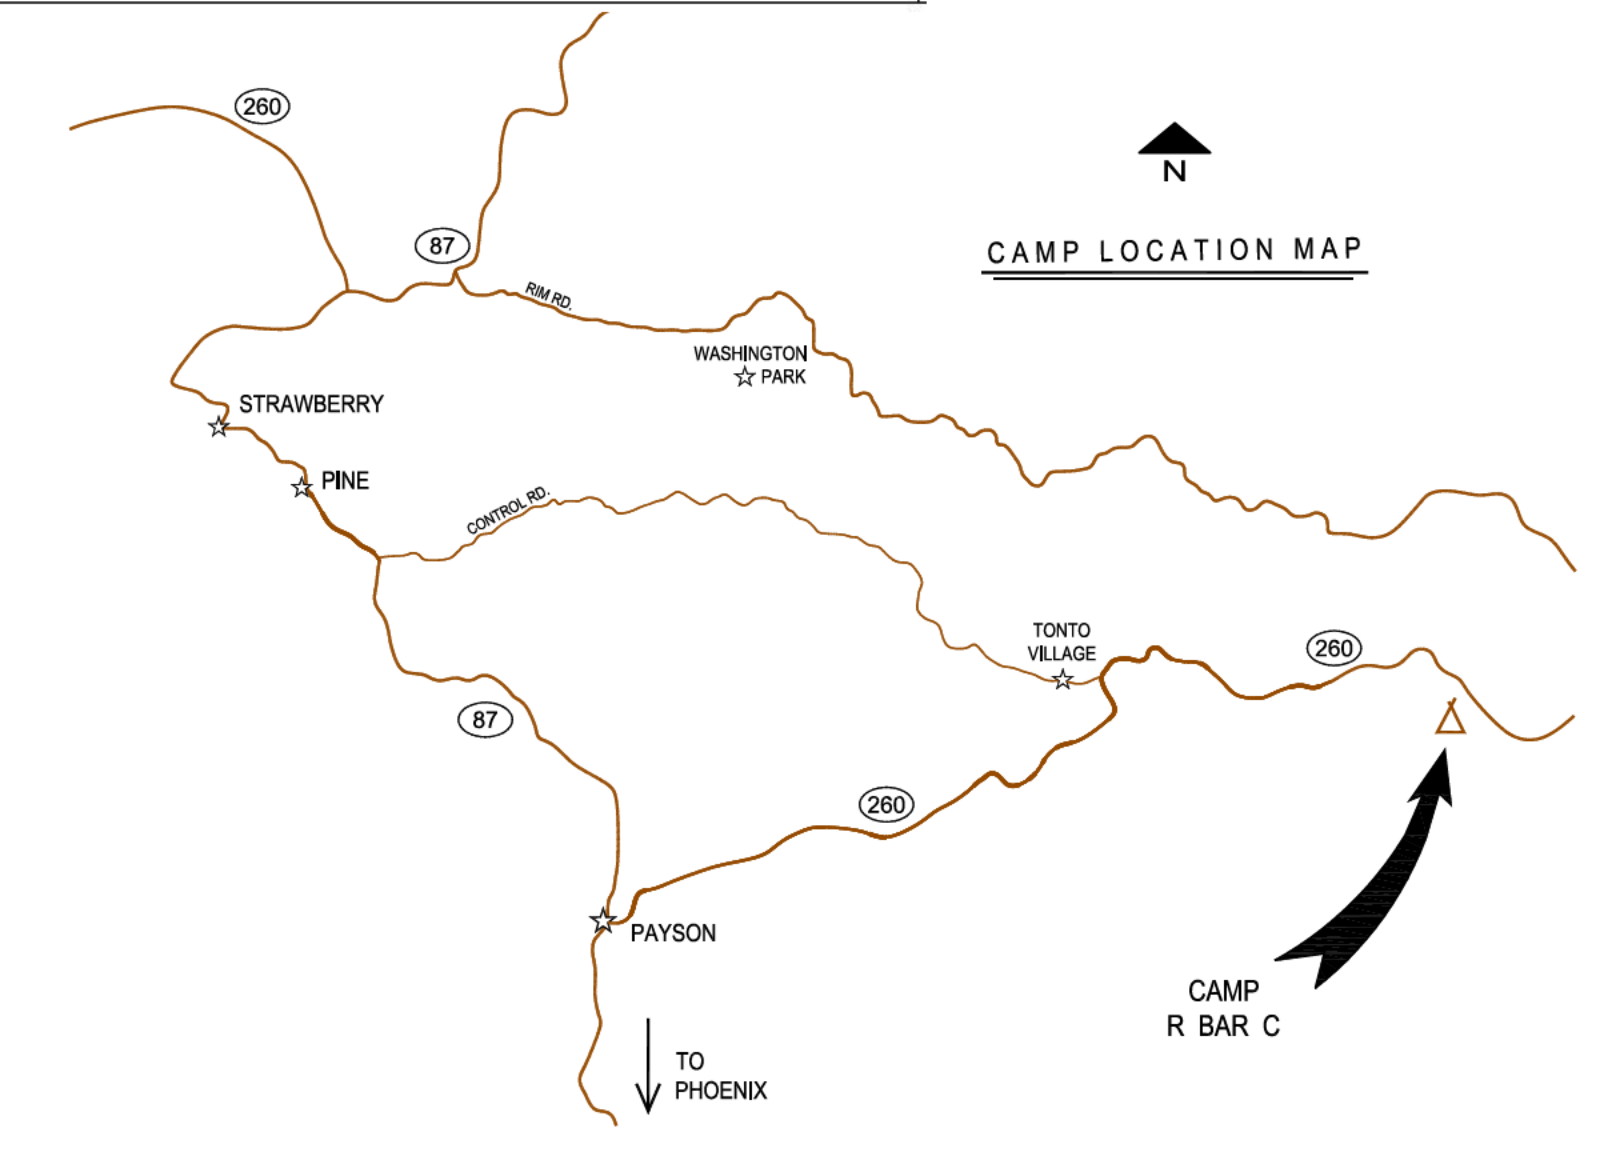 260
N
87
CAMP LOCATION MAP
RIM RD.
WASHINGTON
PARK
STRAWBERRY
PINE
CONTROL RD.
TONTO
VILLAGE
260
87
260
PAYSON
CAMP
R BAR C
TO
PHOENIX